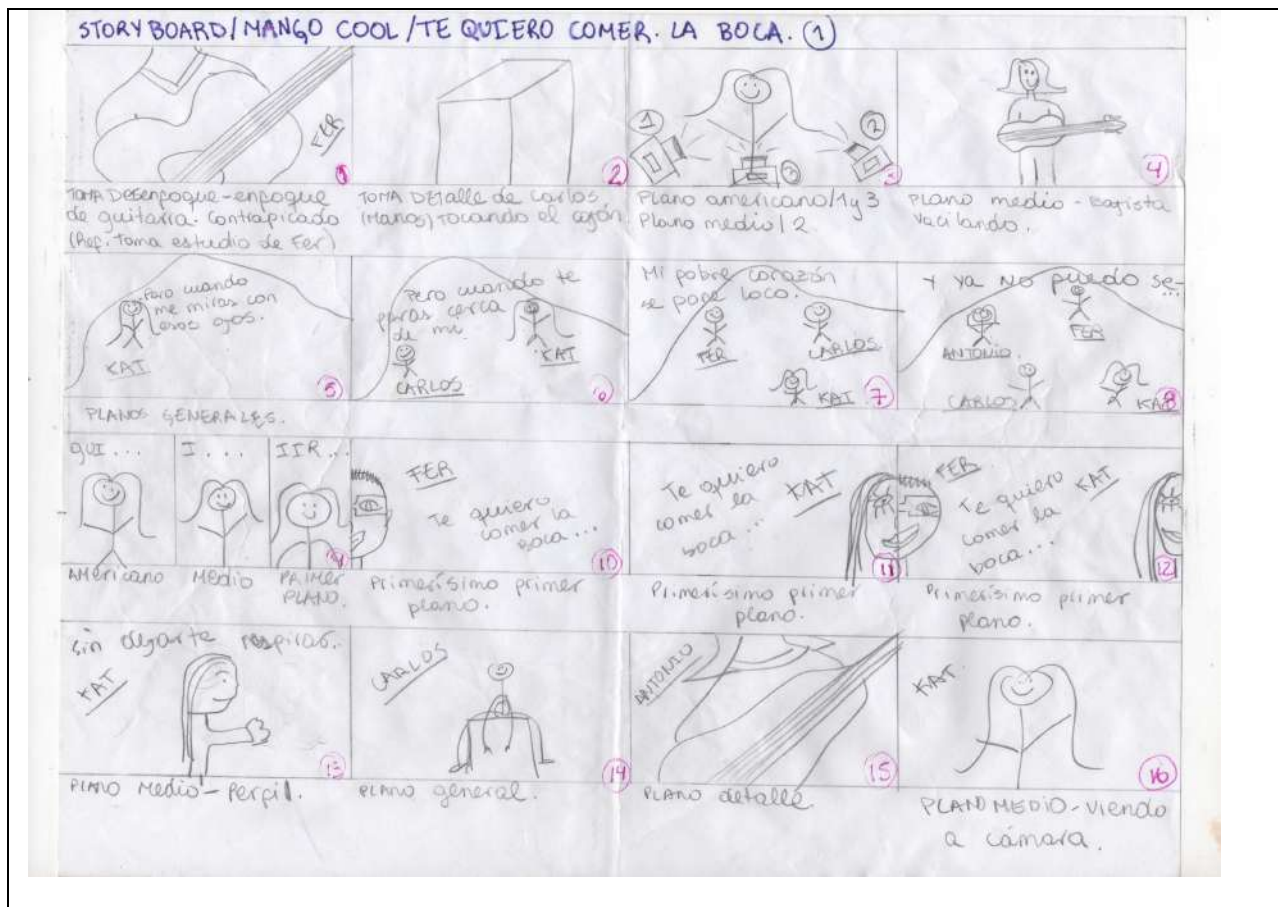 STORYBOARD/MANGO COOL/TE QUIERO COMER. LA BOCA. 1
FER
1
TOMA Desenfoque-enfoque
de guitarra. Contrapicado
(Ref. Toma estudio de Fer)
2
TOMA DETalle de Carlos
(Manos) Tocando el cajón
1
2
3
3
Plano americano/1 y 3
Plano medio/2
4
Plano medio - Bajista
vacilando.
Pero cuando
me miras con
esos ojos.
KAT
5
Pero cuando te
paras cerca
de mi
KAT
CARLOS
6
Mi pobre corazón
se pone loco.
FER
CARLOS
KAT
7
Y ya NO puedo se-
FER
ANTONIO
CARLOS
KAT
8
PLANOS GENERALES.
GUI...
I...
IIR...
9
Americano
Medio
PRIMER
PLANO.
FER
Te quiero
comer la
boca...
10
Primerísimo primer
plano.
Te quiero
comer la
boca...
KAT
11
Primerísimo primer
plano.
FER
Te quiero
comer la
boca...
KAT
12
Primerísimo primer
plano.
sin dejarte respirar.
KAT
13
PLANO Medio - Perfil.
CARLOS
14
PLANO general.
ANTONIO
15
PLANO detalle
KAT.
16
PLANO MEDIO - viendo
a cámara.